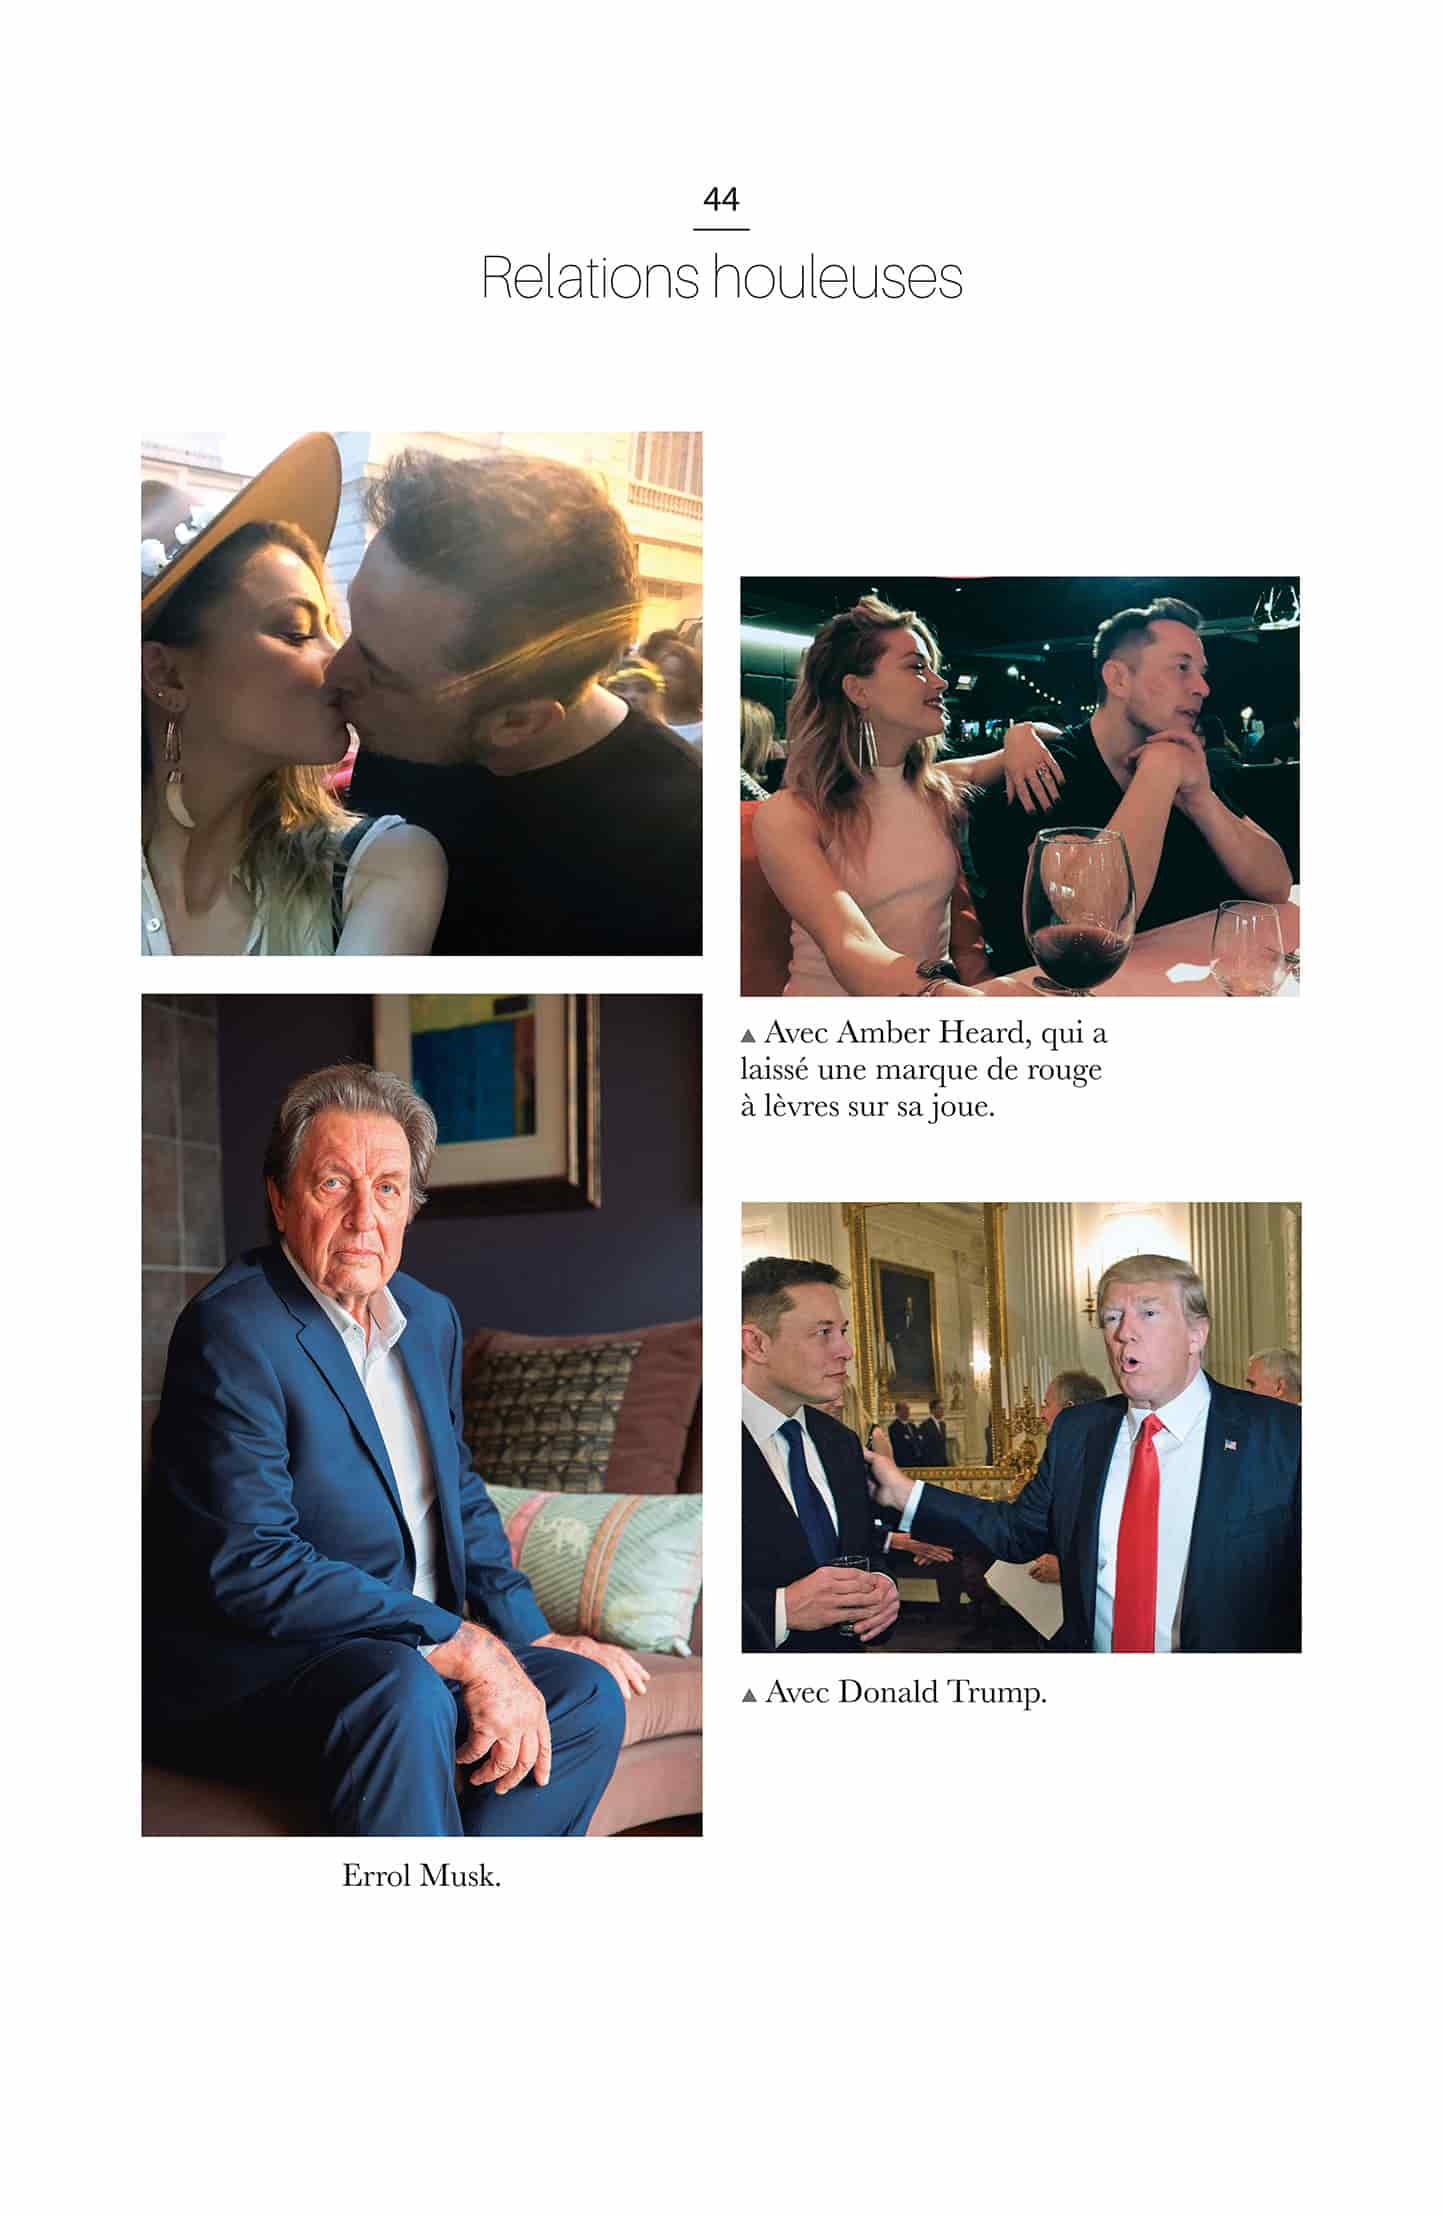 44
Relations houleuses
▲ Avec Amber Heard, qui a
laissé une marque de rouge
à lèvres sur sa joue.
▲ Avec Donald Trump.
Errol Musk.